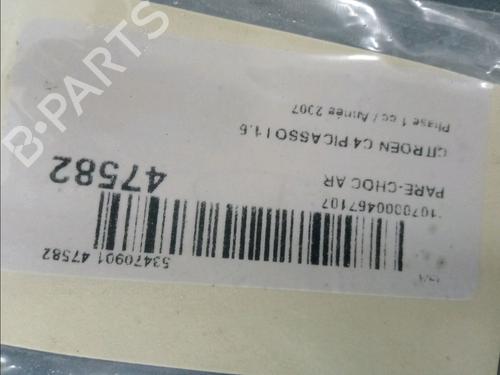 CITROEN C4 PICASSO I 1.6
Phase 1 cc / Année 2007
PARE-CHOC AR
47582
*1070000467107
53470901 47582
B-PARTS